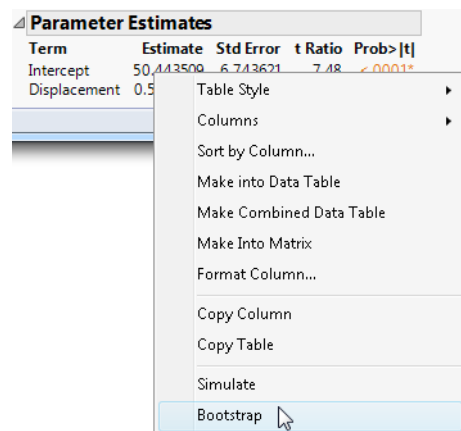 Parameter Estimates
Term Estimate Std Error t Ratio Prob>|t|
Intercept 50.443509 6.743621 7.48 <.0001*
Displacement 0.5
Table Style
Columns
Sort by Column...
Make into Data Table
Make Combined Data Table
Make Into Matrix
Format Column...
Copy Column
Copy Table
Simulate
Bootstrap